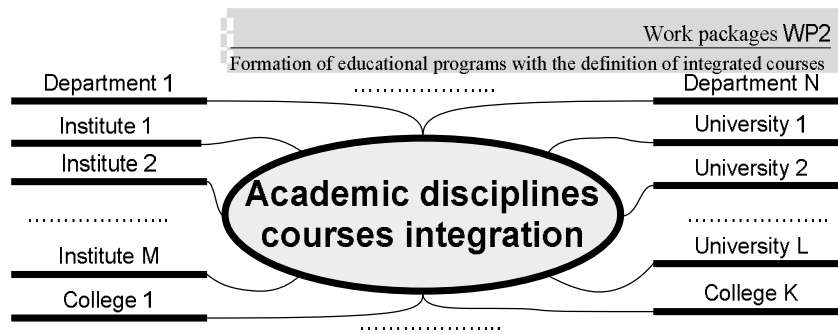 Work packages WP2
Formation of educational programs with the definition of integrated courses
Department 1
....................
Department N
Institute 1
University 1
Institute 2
University 2
Academic disciplines
courses integration
....................
....................
Institute M
University L
College 1
College K
....................